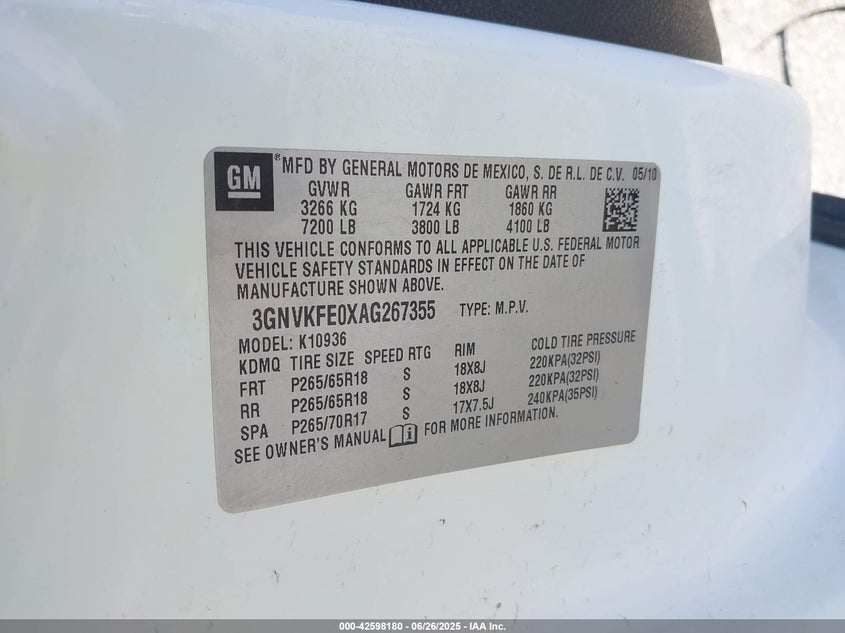 GM ® MFD BY GENERAL MOTORS DE MEXICO, S. DE R.L. DE C.V. 05/10
GVWR GAWR FRT GAWR RR
3266 KG 1724 KG 1860 KG
7200 LB 3800 LB 4100 LB
THIS VEHICLE CONFORMS TO ALL APPLICABLE U.S. FEDERAL MOTOR
VEHICLE SAFETY STANDARDS IN EFFECT ON THE DATE OF
MANUFACTURE SHOWN ABOVE.
3GNVKFE0XAG267355 TYPE: M.P.V.
MODEL: K10936
KDMQ TIRE SIZE SPEED RTG RIM COLD TIRE PRESSURE
FRT P265/65R18 S 18X8J 220KPA(32PSI)
RR P265/65R18 S 18X8J 220KPA(32PSI)
SPA P265/70R17 S 17X7.5J 240KPA(35PSI)
SEE OWNER'S MANUAL FOR MORE INFORMATION.
000-42598180 - 06/26/2025 - IAA Inc.